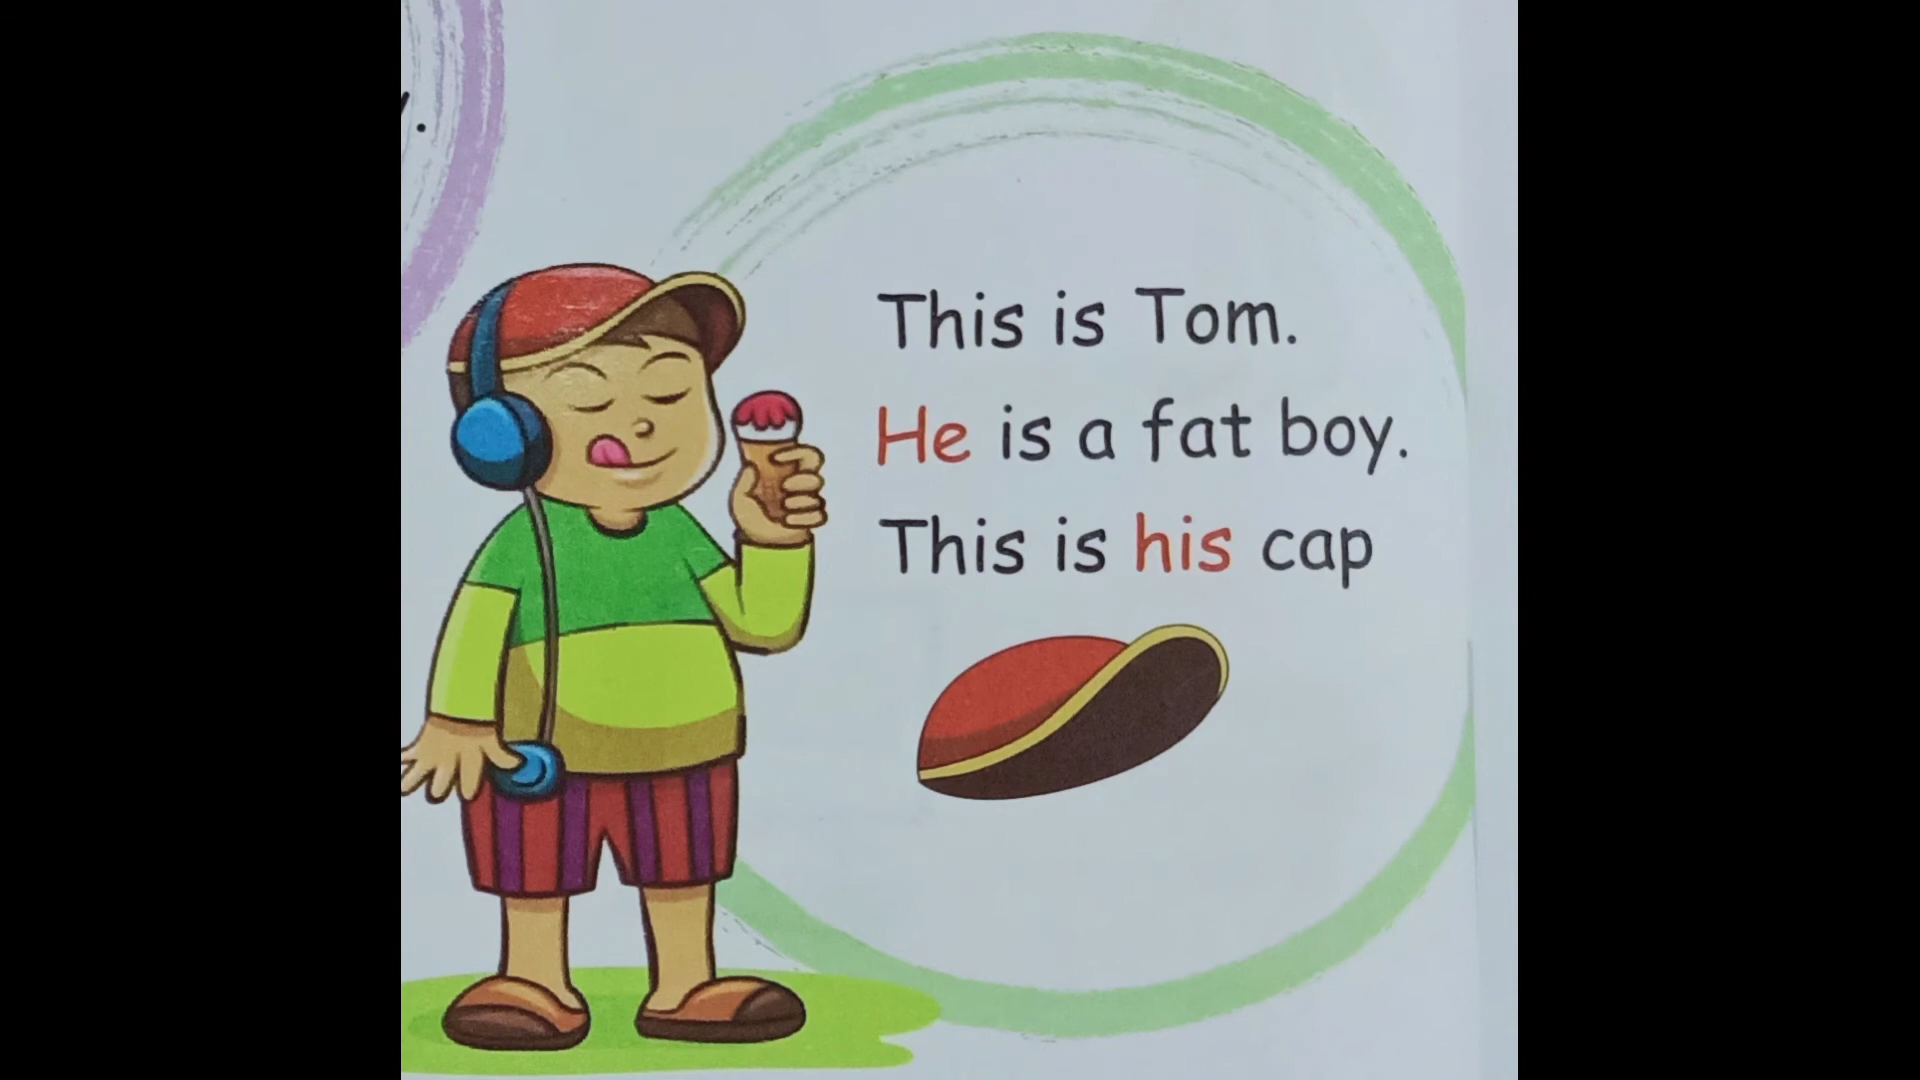 This is Tom.
He is a fat boy.
This is his cap